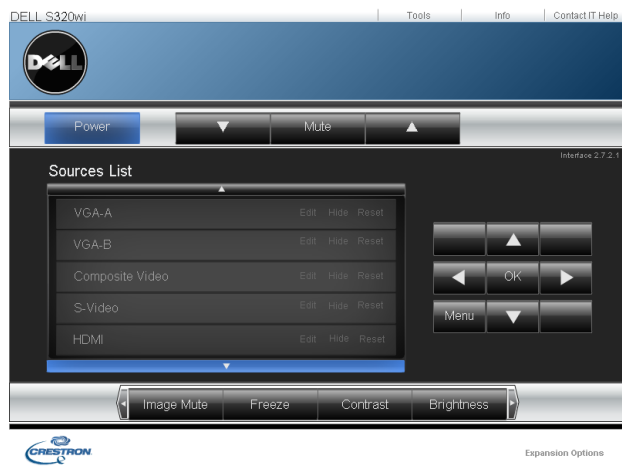 DELL S320wi Tools Info Contact IT Help
DELL
Power Mute
Interface 2.7.2.1
Sources List
VGA-A Edit Hide Reset
VGA-B Edit Hide Reset
Composite Video Edit Hide Reset
S-Video Edit Hide Reset
HDMI Edit Hide Reset
OK
Menu
Image Mute Freeze Contrast Brightness
CRESTRON Expansion Options